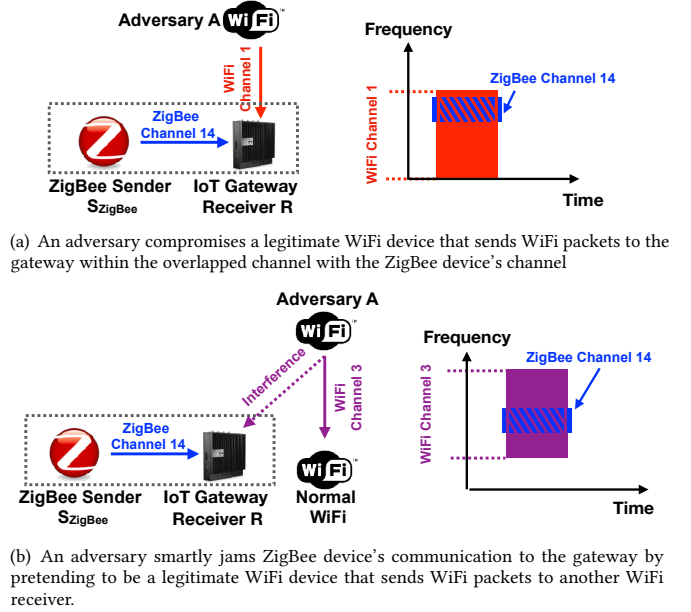 Adversary A
WiFi™
WiFi
Channel 1
ZigBee
Channel 14
Z
ZigBee Sender
SZigBee
IoT Gateway
Receiver R
Frequency
ZigBee Channel 14
WiFi Channel 1
Time
(a) An adversary compromises a legitimate WiFi device that sends WiFi packets to the
gateway within the overlapped channel with the ZigBee device's channel
Adversary A
WiFi™
Interference
WiFi
Channel 3
ZigBee
Channel 14
Z
WiFi™
ZigBee Sender
SZigBee
IoT Gateway
Receiver R
Normal
WiFi
Frequency
ZigBee Channel 14
WiFi Channel 3
Time
(b) An adversary smartly jams ZigBee device's communication to the gateway by
pretending to be a legitimate WiFi device that sends WiFi packets to another WiFi
receiver.